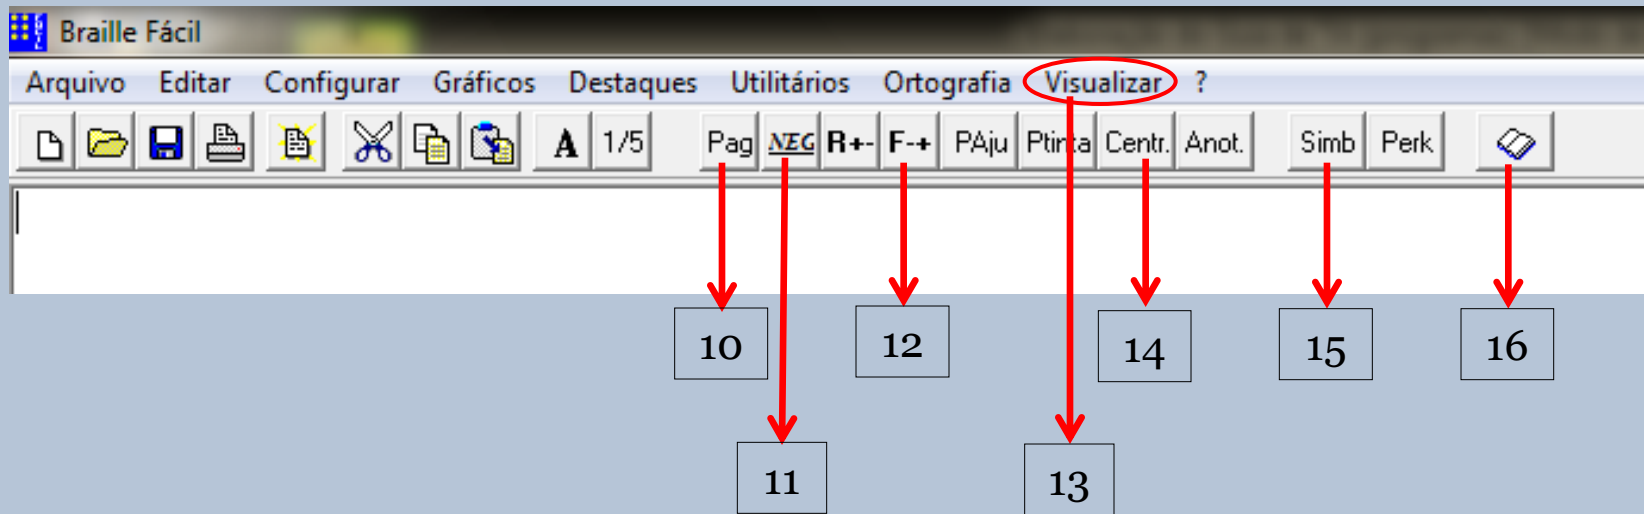 Braille Fácil
Arquivo Editar Configurar Gráficos Destaques Utilitários Ortografia Visualizar ?
A 1/5 Pag NEG R+- F-+ PAju Ptinta Centr. Anot. Simb Perk
10 12 14 15 16
11 13